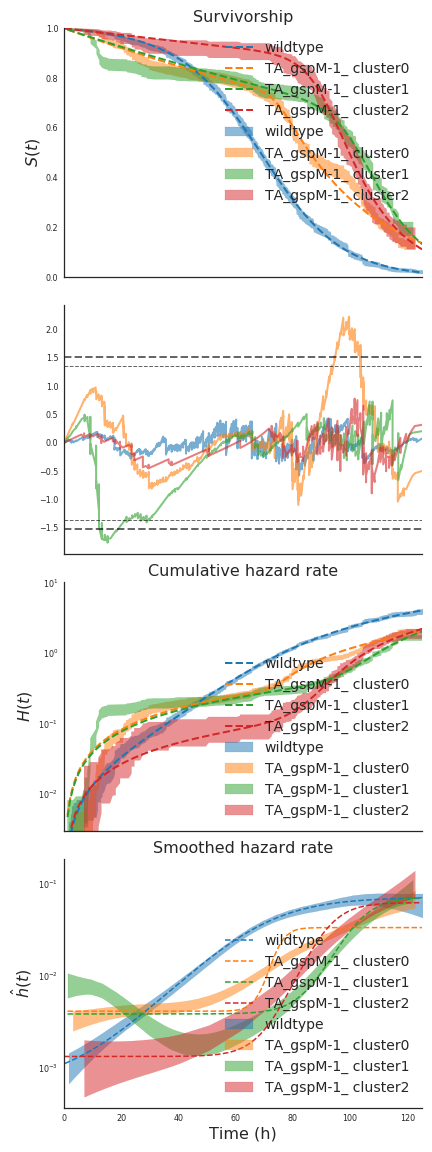 Survivorship
1.0
0.8
0.6
0.4
0.2
0.0
S(t)
wildtype
TA_gspM-1_ cluster0
TA_gspM-1_ cluster1
TA_gspM-1_ cluster2
wildtype
TA_gspM-1_ cluster0
TA_gspM-1_ cluster1
TA_gspM-1_ cluster2
2.0
1.5
1.0
0.5
0.0
−0.5
−1.0
−1.5
Cumulative hazard rate
10¹
10⁰
10⁻¹
10⁻²
H(t)
wildtype
TA_gspM-1_ cluster0
TA_gspM-1_ cluster1
TA_gspM-1_ cluster2
wildtype
TA_gspM-1_ cluster0
TA_gspM-1_ cluster1
TA_gspM-1_ cluster2
Smoothed hazard rate
10⁻¹
10⁻²
10⁻³
ĥ(t)
wildtype
TA_gspM-1_ cluster0
TA_gspM-1_ cluster1
TA_gspM-1_ cluster2
wildtype
TA_gspM-1_ cluster0
TA_gspM-1_ cluster1
TA_gspM-1_ cluster2
0 20 40 60 80 100 120
Time (h)